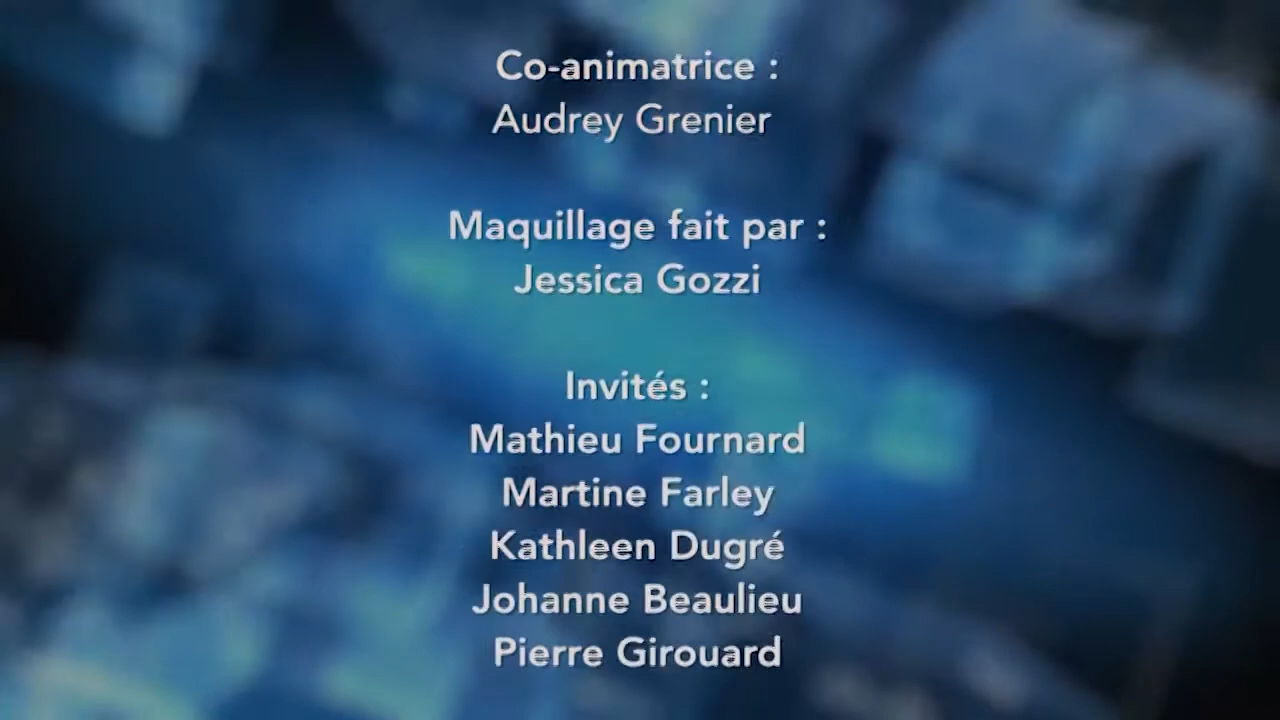 Co-animatrice :
Audrey Grenier
Maquillage fait par :
Jessica Gozzi
Invités :
Mathieu Fournard
Martine Farley
Kathleen Dugré
Johanne Beaulieu
Pierre Girouard